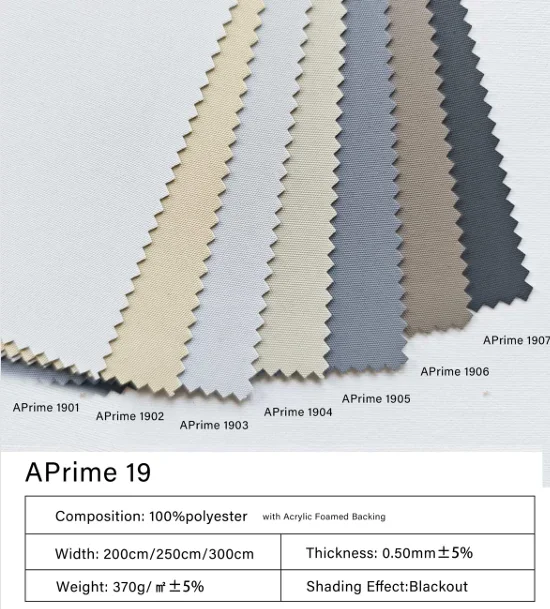 APrime 1907
APrime 1906
APrime 1905
APrime 1904
APrime 1903
APrime 1902
APrime 1901
APrime 19
Composition: 100%polyester with Acrylic Foamed Backing
Width: 200cm/250cm/300cm
Thickness: 0.50mm±5%
Weight: 370g/㎡±5%
Shading Effect:Blackout